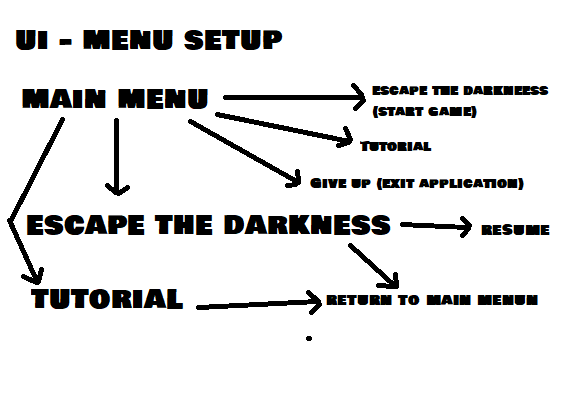 UI - MENU SETUP
MAIN MENU
ESCAPE THE DARKNEESS
(START GAME)
TUTORIAL
GIVE UP (EXIT APPLICATION)
ESCAPE THE DARKNESS
RESUME
TUTORIAL
RETURN TO MAIN MENUN